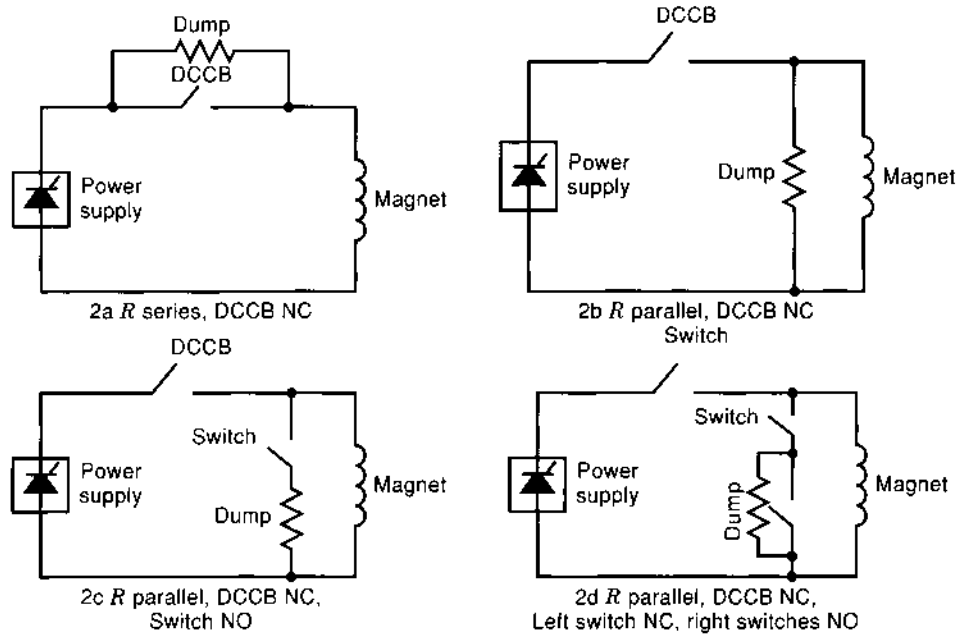 Dump
DCCB
Power
supply
Magnet
2a R series, DCCB NC
DCCB
Power
supply
Dump
Magnet
2b R parallel, DCCB NC
DCCB
Switch
Power
supply
Dump
Magnet
2c R parallel, DCCB NC,
Switch NO
Switch
Switch
Power
supply
Dump
Magnet
2d R parallel, DCCB NC,
Left switch NC, right switches NO